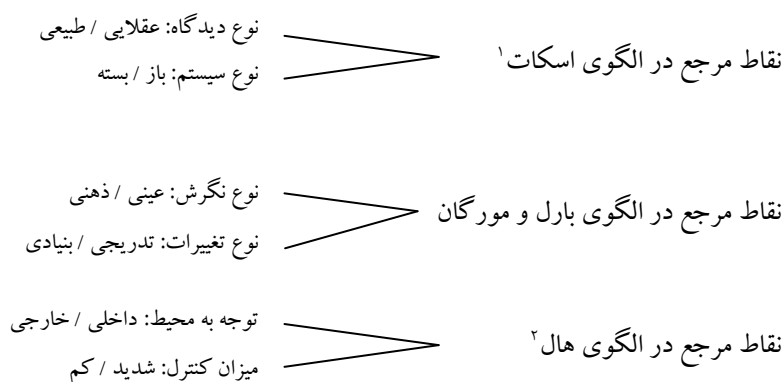 نوع دیدگاه: عقلایی / طبیعی
نقاط مرجع در الگوی اسکات۱
نوع سیستم: باز / بسته
نوع نگرش: عینی / ذهنی
نقاط مرجع در الگوی بارل و مورگان
نوع تغییرات: تدریجی / بنیادی
توجه به محیط: داخلی / خارجی
نقاط مرجع در الگوی هال۲
میزان کنترل: شدید / کم